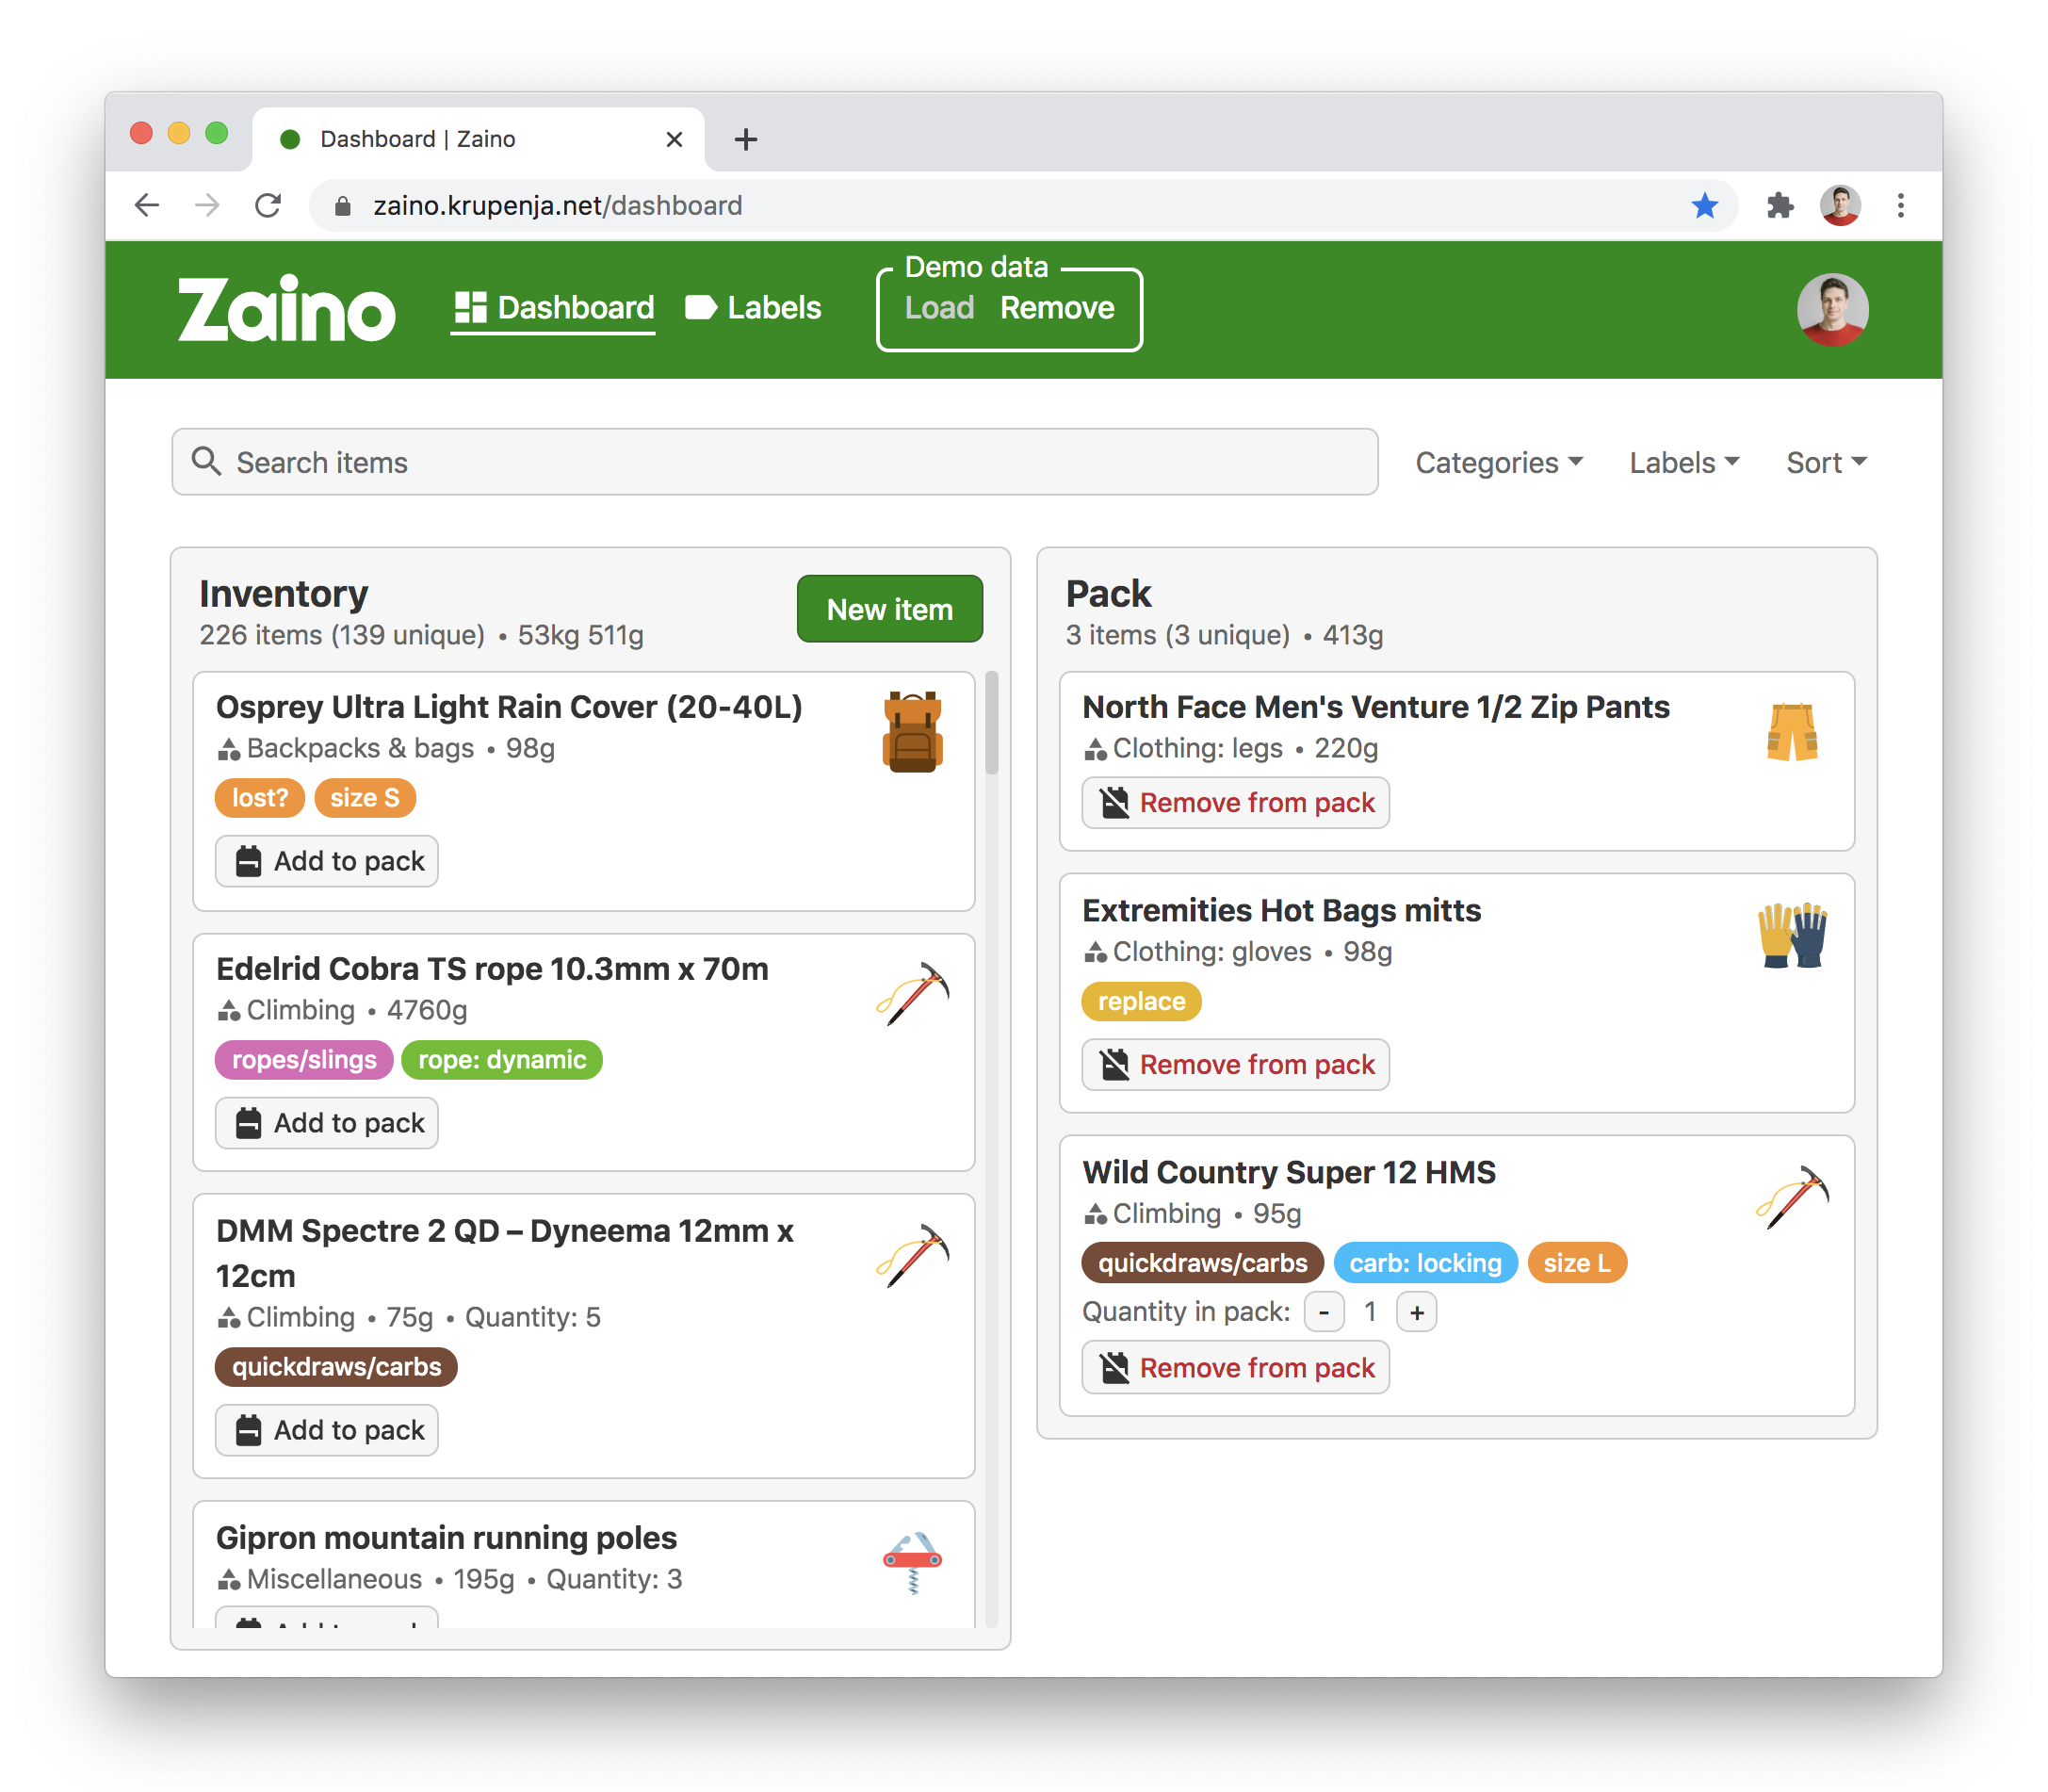 Dashboard | Zaino
zaino.krupenja.net/dashboard
Zaino
Dashboard
Labels
Demo data
Load Remove
Search items
Categories
Labels
Sort
Inventory
226 items (139 unique) • 53kg 511g
New item
Osprey Ultra Light Rain Cover (20-40L)
Backpacks & bags • 98g
lost? size S
Add to pack
Edelrid Cobra TS rope 10.3mm x 70m
Climbing • 4760g
ropes/slings rope: dynamic
Add to pack
DMM Spectre 2 QD – Dyneema 12mm x
12cm
Climbing • 75g • Quantity: 5
quickdraws/carbs
Add to pack
Gipron mountain running poles
Miscellaneous • 195g • Quantity: 3
Pack
3 items (3 unique) • 413g
North Face Men's Venture 1/2 Zip Pants
Clothing: legs • 220g
Remove from pack
Extremities Hot Bags mitts
Clothing: gloves • 98g
replace
Remove from pack
Wild Country Super 12 HMS
Climbing • 95g
quickdraws/carbs carb: locking size L
Quantity in pack: - 1 +
Remove from pack